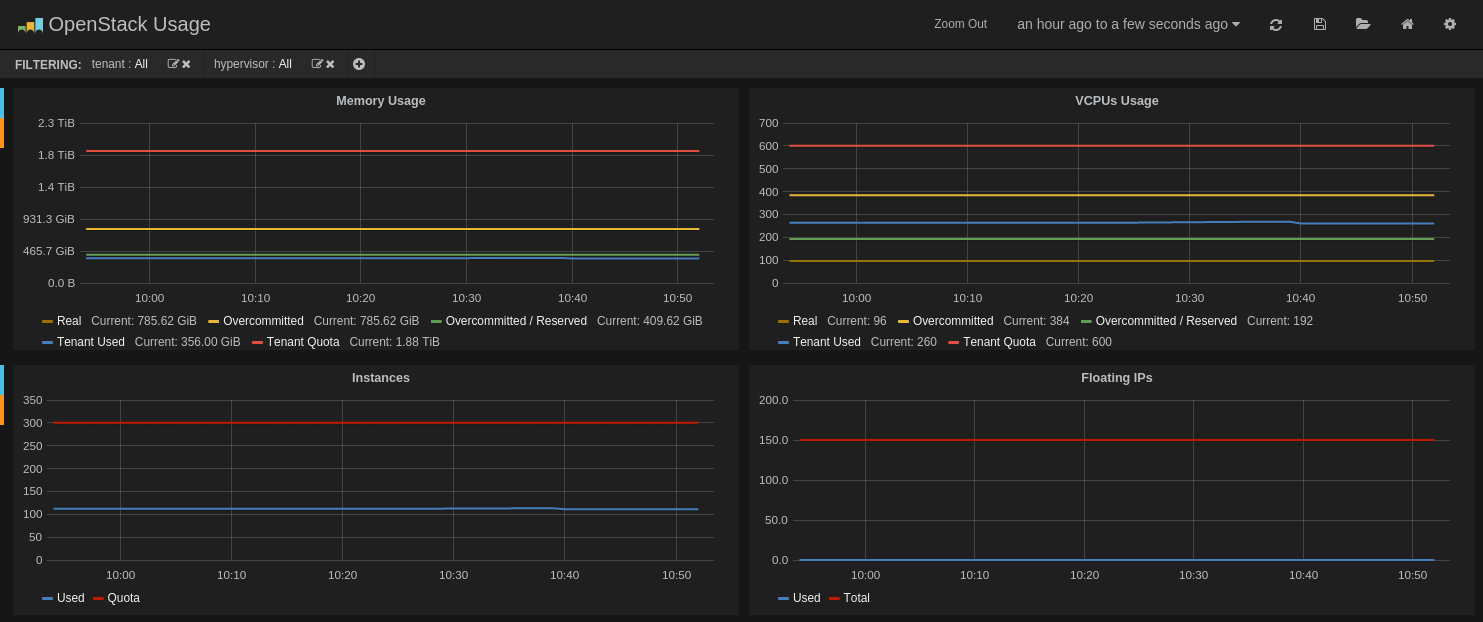 OpenStack Usage
Zoom Out an hour ago to a few seconds ago
FILTERING: tenant : All hypervisor : All
Memory Usage
2.3 TiB
1.8 TiB
1.4 TiB
931.3 GiB
465.7 GiB
0.0 B
10:00 10:10 10:20 10:30 10:40 10:50
Real Current: 785.62 GiB Overcommitted Current: 785.62 GiB Overcommitted / Reserved Current: 409.62 GiB
Tenant Used Current: 356.00 GiB Tenant Quota Current: 1.88 TiB
VCPUs Usage
700
600
500
400
300
200
100
0
10:00 10:10 10:20 10:30 10:40 10:50
Real Current: 96 Overcommitted Current: 384 Overcommitted / Reserved Current: 192
Tenant Used Current: 260 Tenant Quota Current: 600
Instances
350
300
250
200
150
100
50
0
10:00 10:10 10:20 10:30 10:40 10:50
Used Quota
Floating IPs
200.0
150.0
100.0
50.0
0.0
10:00 10:10 10:20 10:30 10:40 10:50
Used Total